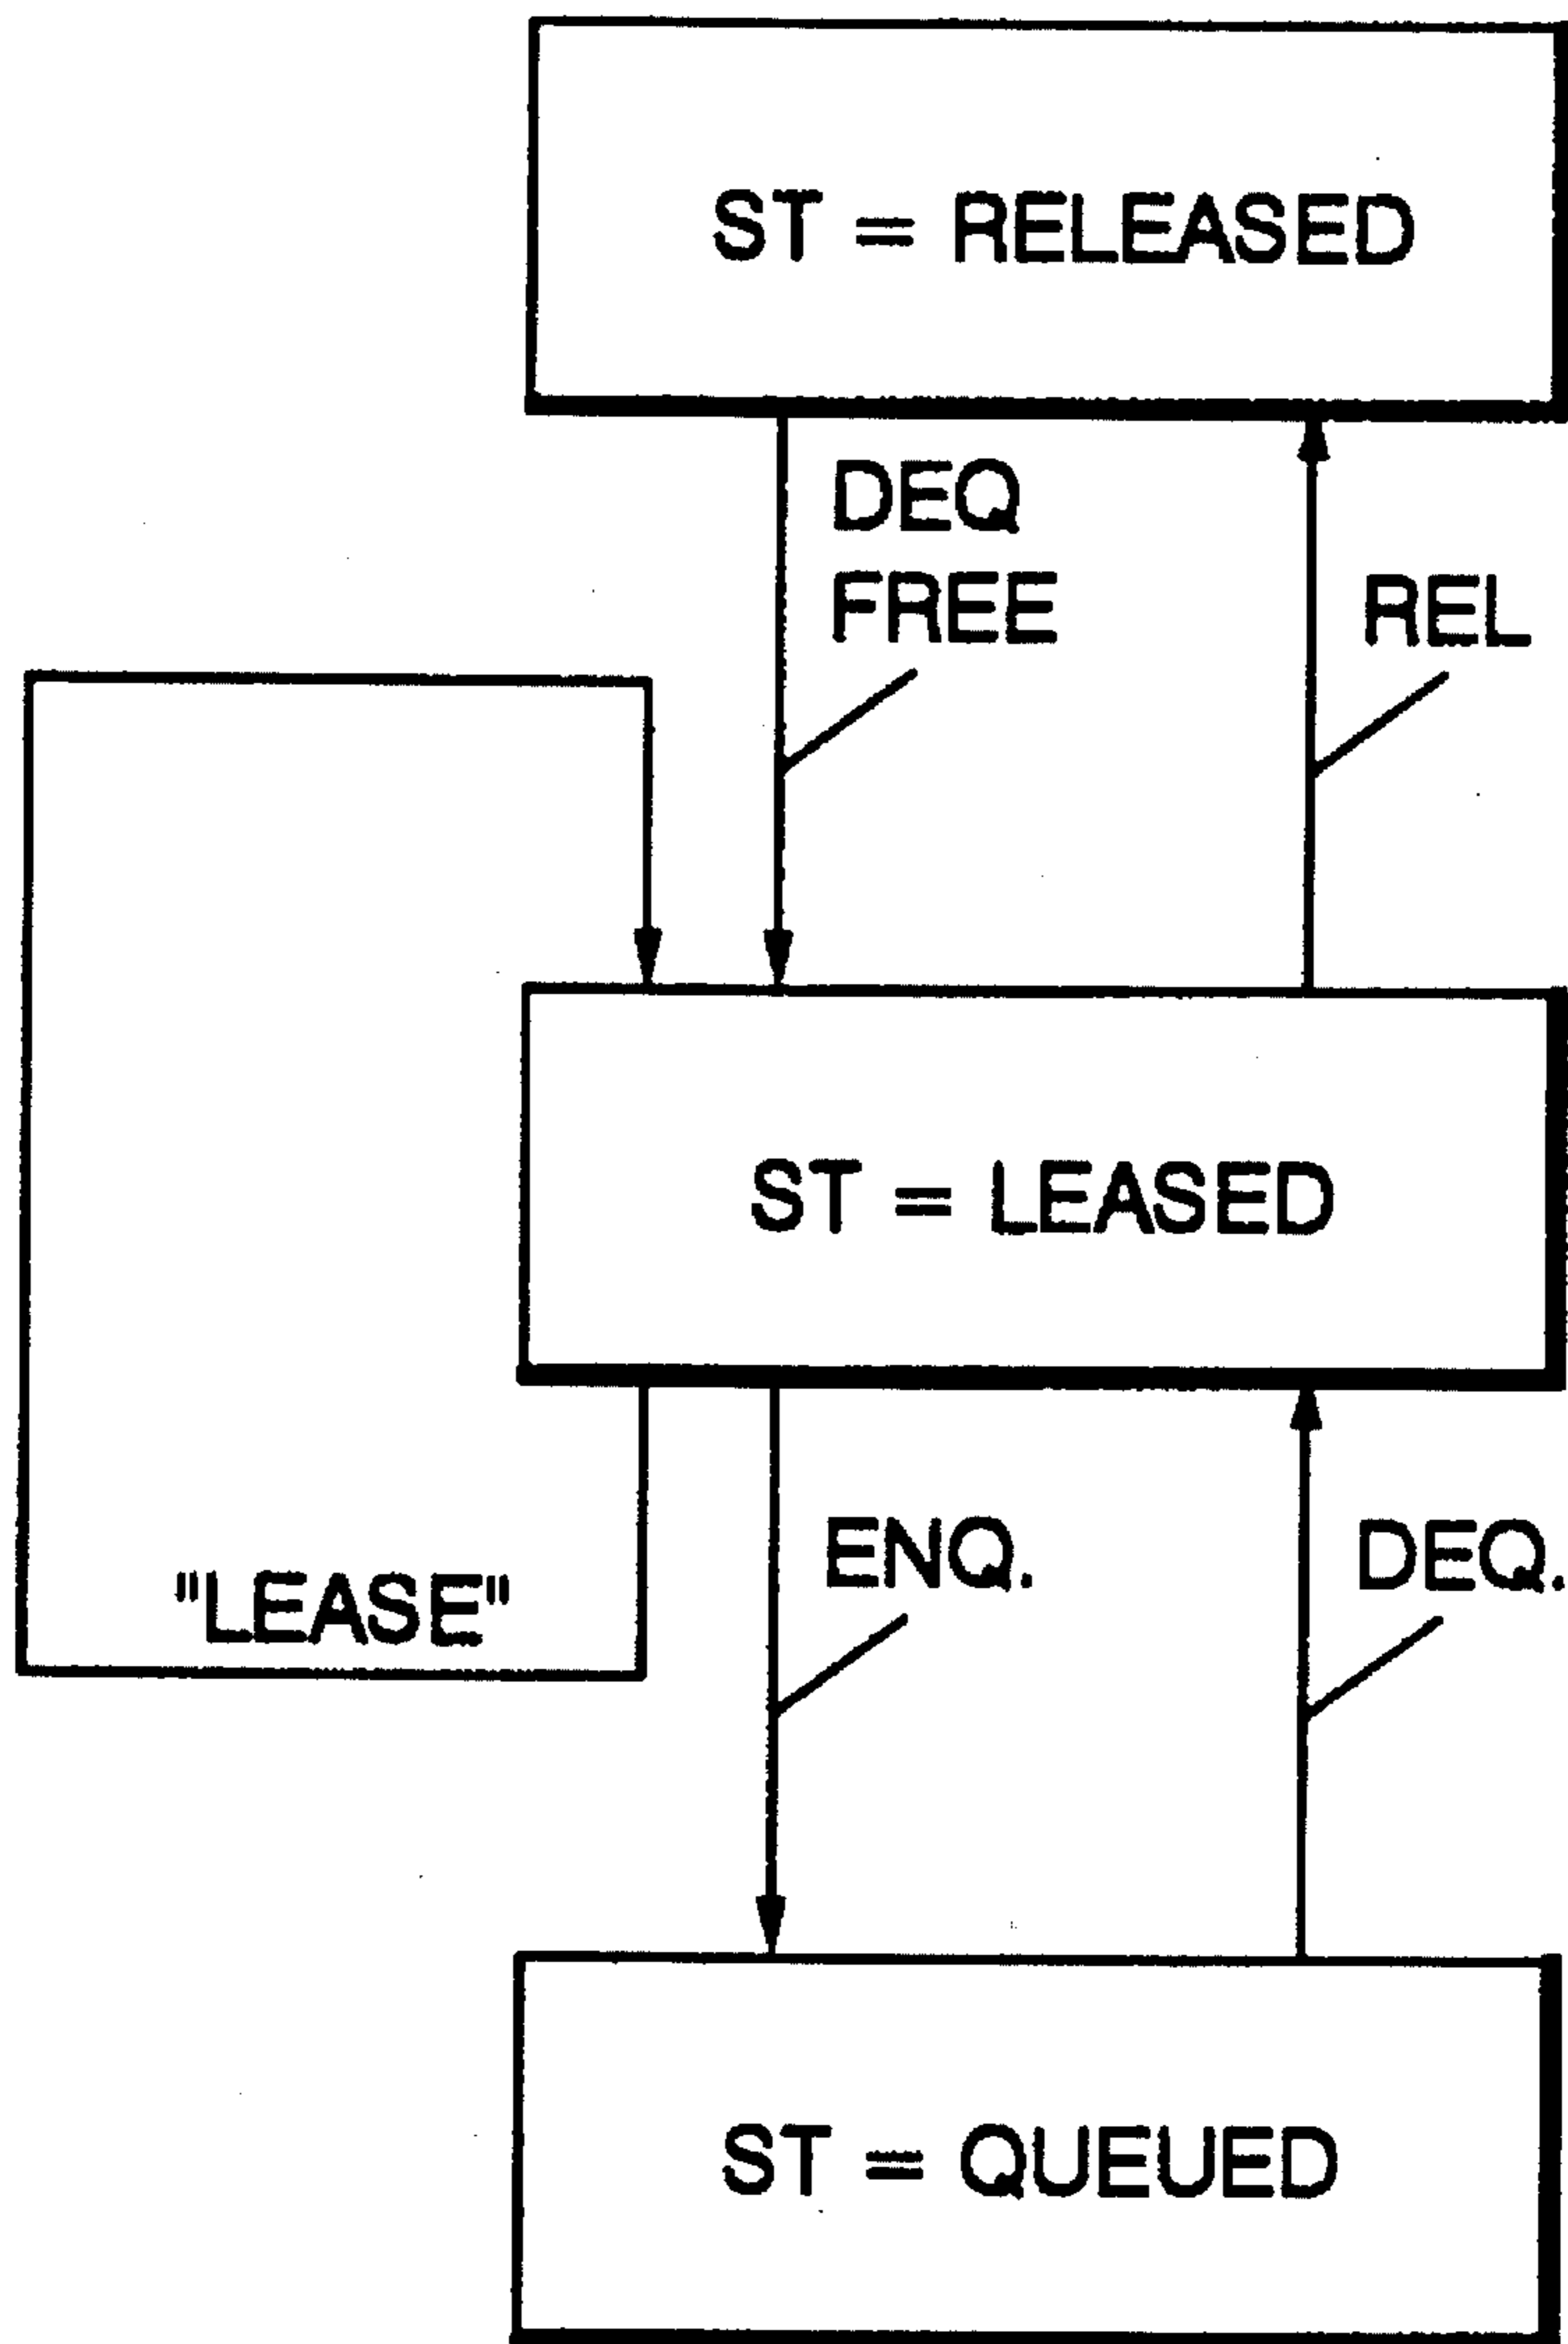 ST = RELEASED
DEQ
FREE
REL
ST = LEASED
ENQ.
DEQ.
"LEASE"
ST = QUEUED